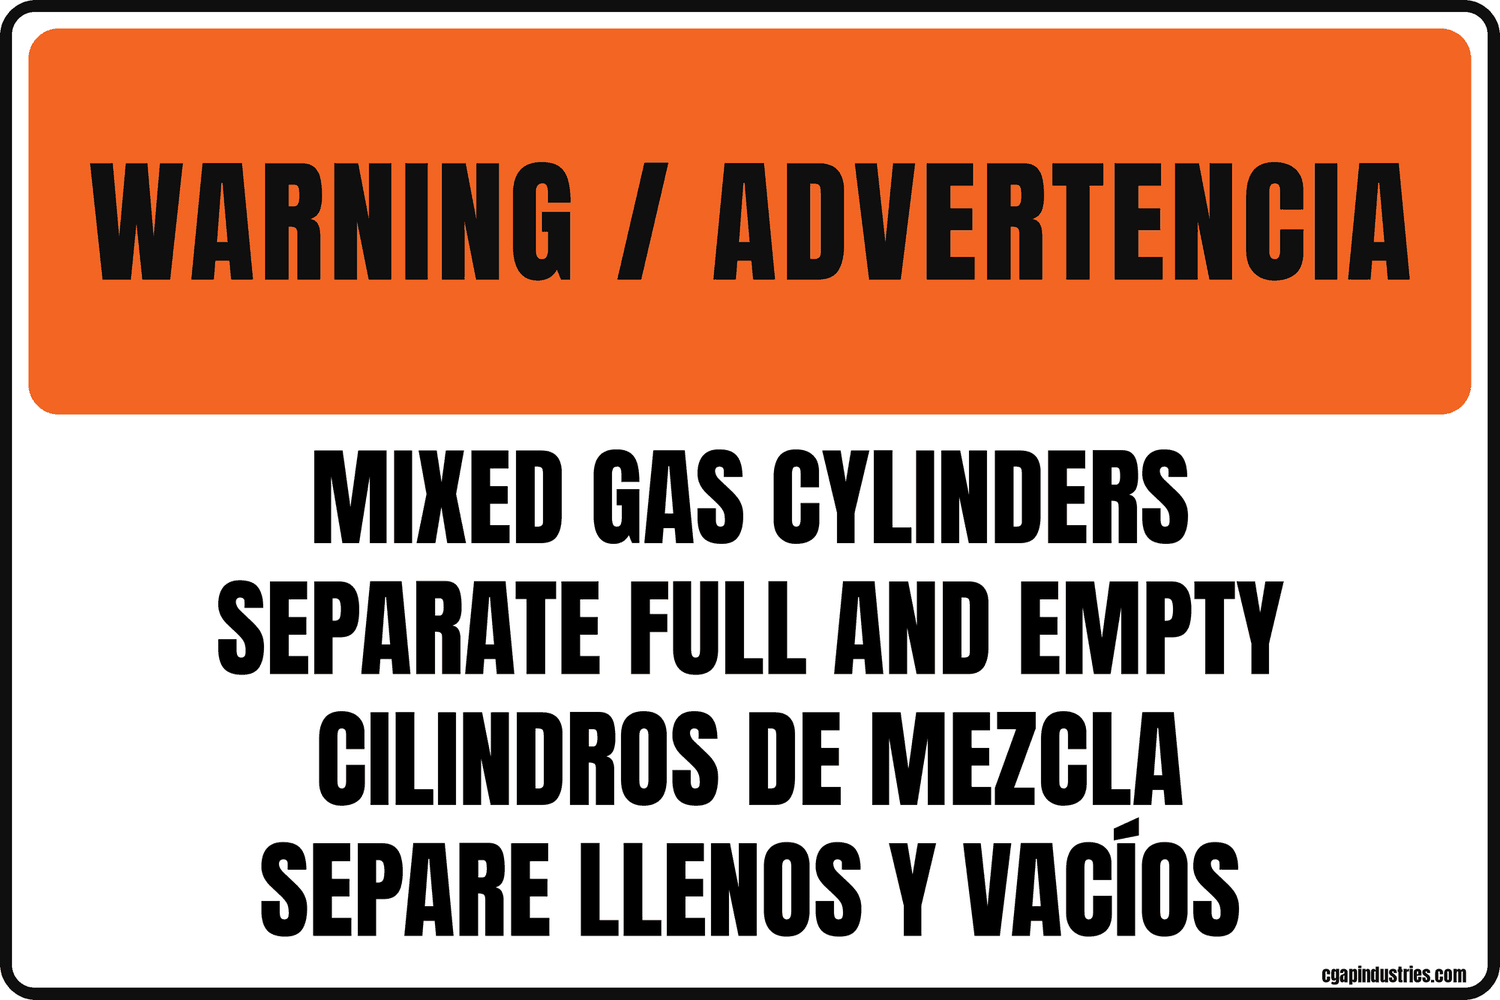 WARNING / ADVERTENCIA
MIXED GAS CYLINDERS
SEPARATE FULL AND EMPTY
CILINDROS DE MEZCLA
SEPARE LLENOS Y VACÍOS
cgapindustries.com